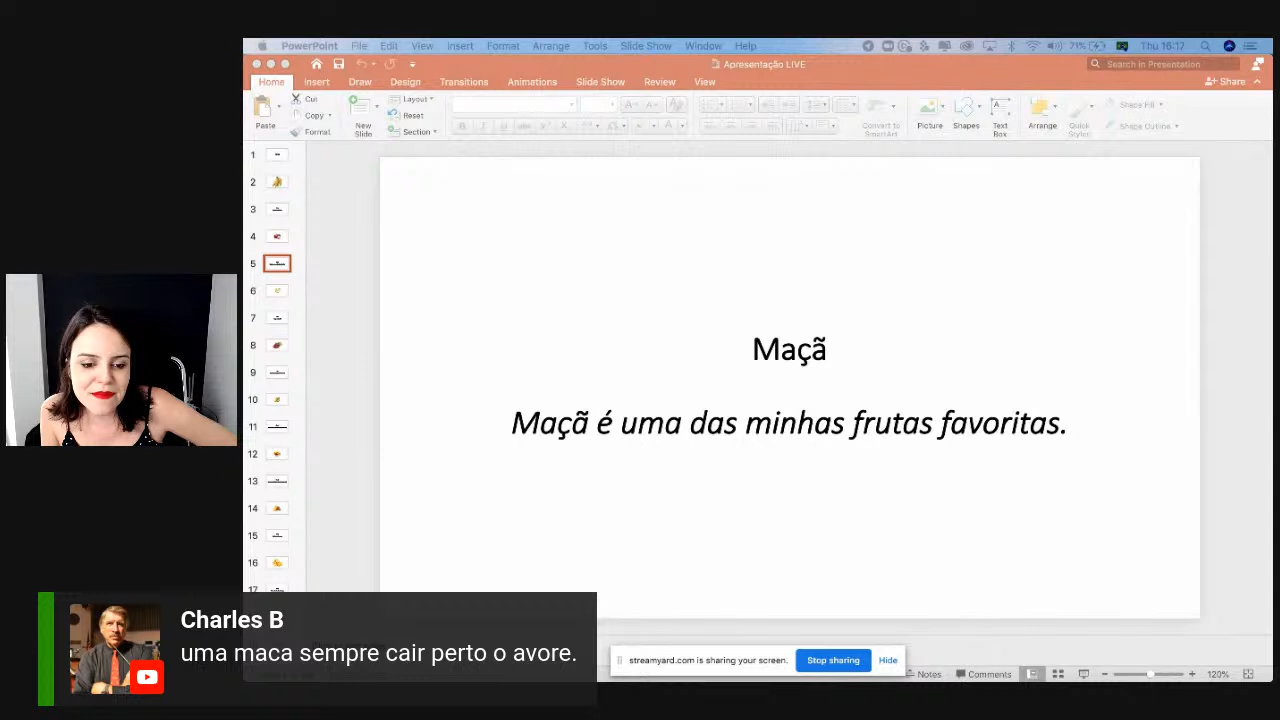 PowerPoint File Edit View Insert Format Arrange Tools Slide Show Window Help 71% Thu 16:17
Apresentação LIVE
Search in Presentation
Home Insert Draw Design Transitions Animations Slide Show Review View Share
Paste Cut Copy Format
New Slide Layout Reset Section
Convert to SmartArt
Picture Shapes Text Box Arrange Quick Styles
Shape Fill
Shape Outline
1
2
3
4
5
6
7
8
9
10
11
12
13
14
15
16
17
Maçã
Maçã é uma das minhas frutas favoritas.
Charles B
uma maca sempre cair perto o avore.
streamyard.com is sharing your screen. Stop sharing Hide
Notes Comments 120%